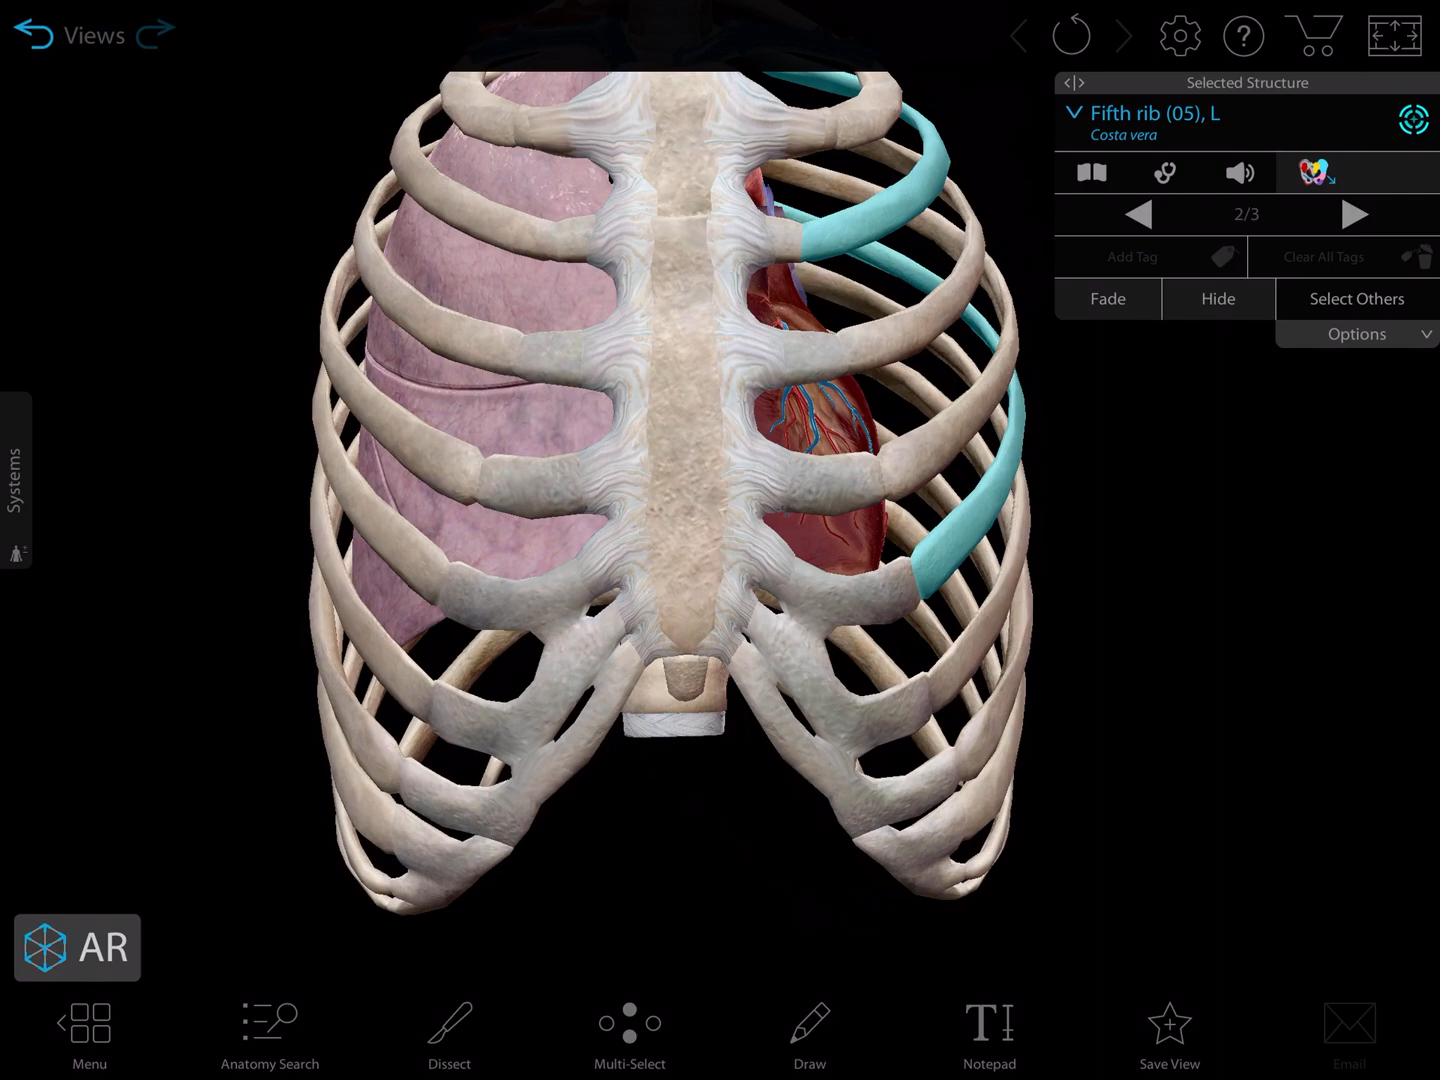 Views
Selected Structure
Fifth rib (05), L
Costa vera
2/3
Add Tag
Clear All Tags
Fade
Hide
Select Others
Options
Systems
AR
Menu
Anatomy Search
Dissect
Multi-Select
Draw
Notepad
Save View
Email